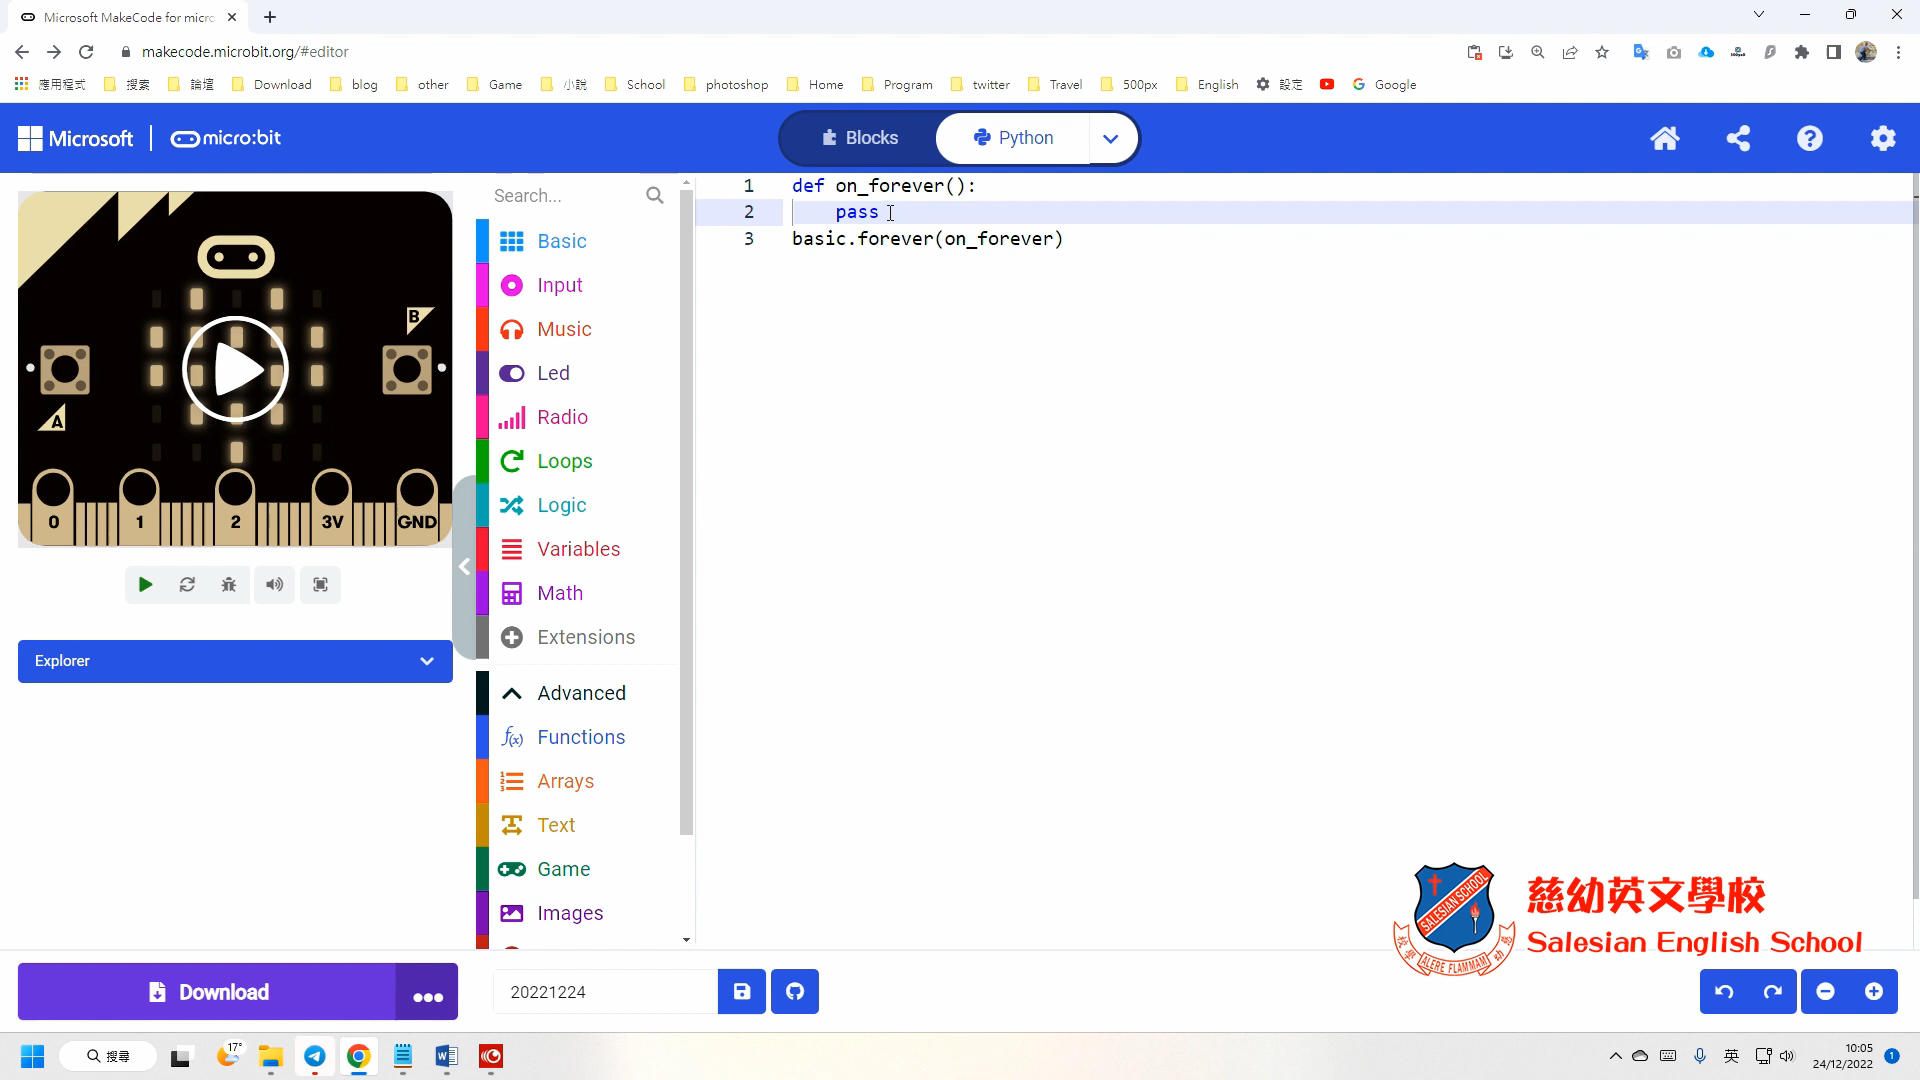 Microsoft MakeCode for micro
makecode.microbit.org/#editor
應用程式 搜索 論壇 Download blog other Game 小說 School photoshop Home Program twitter Travel 500px English 設定 Google
Microsoft micro:bit Blocks Python
Search...
1 def on_forever():
2 pass
3 basic.forever(on_forever)
Basic
Input
Music
Led
Radio
Loops
Logic
Variables
Math
Extensions
Advanced
Functions
Arrays
Text
Game
Images
A
B
0 1 2 3V GND
Explorer
慈幼英文學校
Salesian English School
SALESIAN SCHOOL
ALERE FLAMMAM
Download
20221224
17°
搜尋
英
10:05
24/12/2022
1